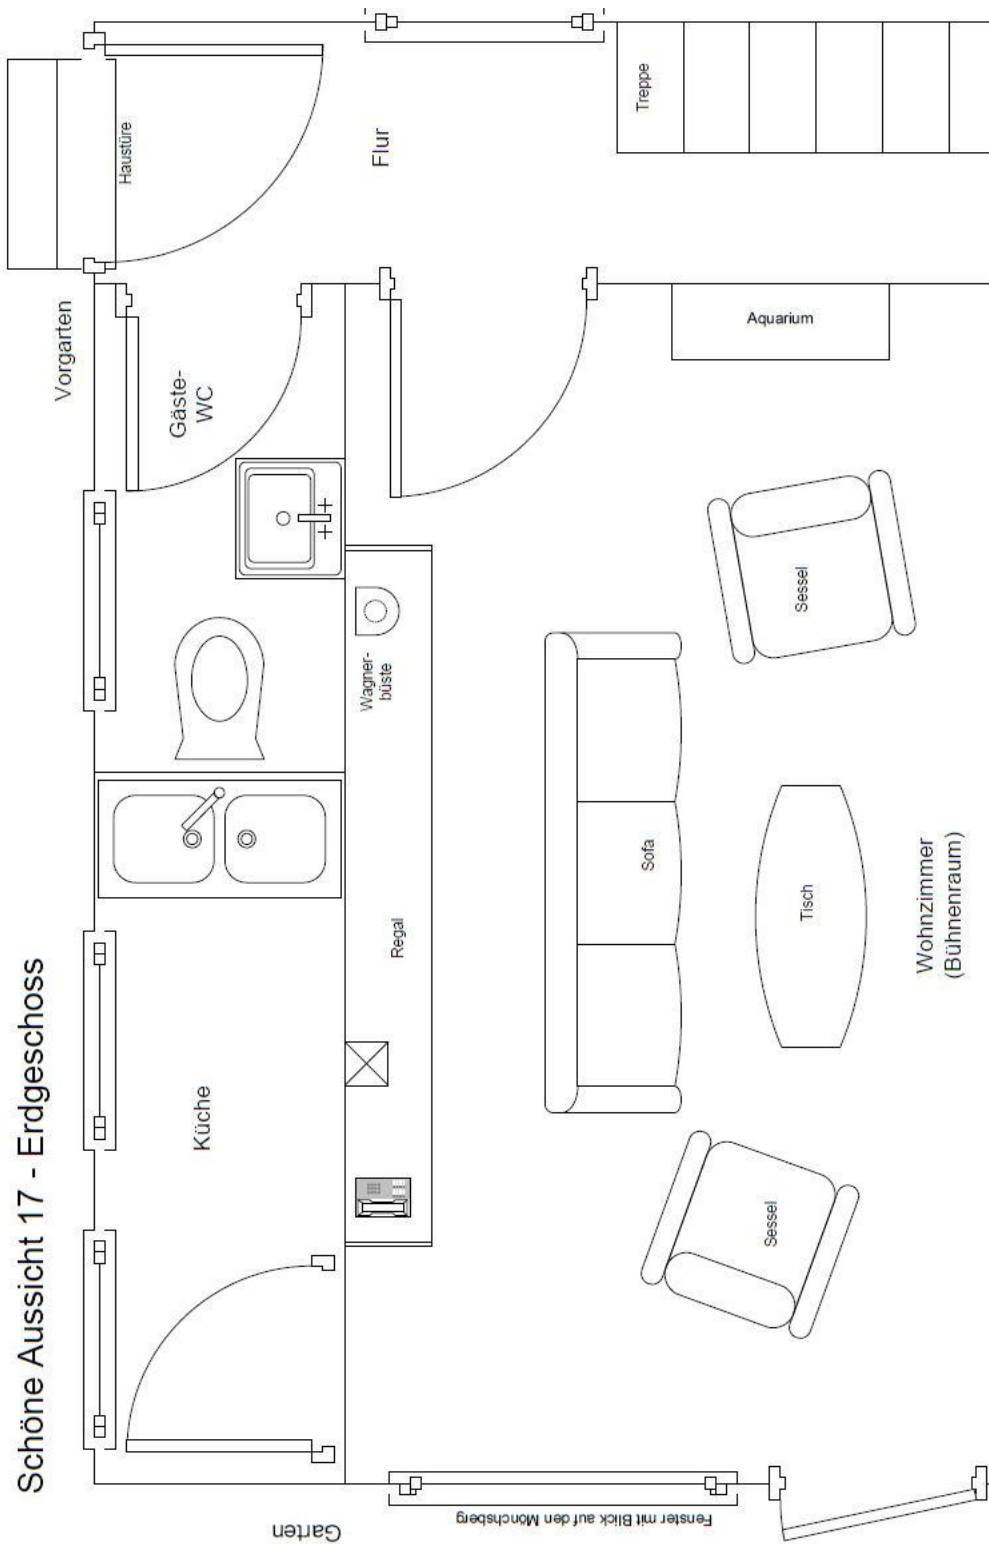 Schöne Aussicht 17 - Erdgeschoss
Garten
Küche
Vorgarten
Gäste-
WC
Haustüre
Flur
Treppe
Regal
Wagner-
büste
Fenster mit Blick auf den Mönchsberg
Aquarium
Sofa
Sessel
Sessel
Tisch
Wohnzimmer
(Bühnenraum)